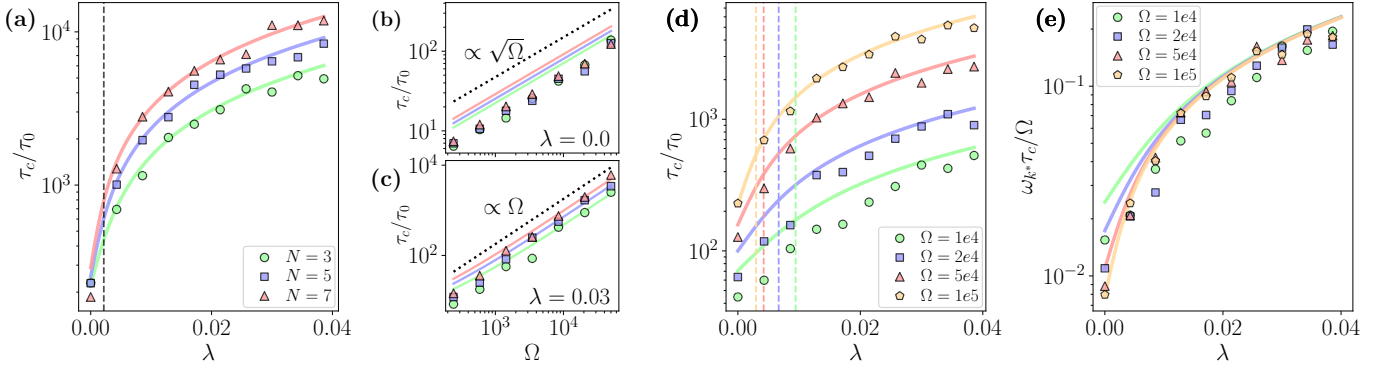 (a)
10^4
10^3
τ_c/τ_0
0.00
0.02
0.04
λ
N = 3
N = 5
N = 7
(b)
10^2
10^1
τ_c/τ_0
∝ √Ω
λ = 0.0
(c)
10^4
10^2
τ_c/τ_0
∝ Ω
λ = 0.03
10^3
10^4
Ω
(d)
10^3
10^2
τ_c/τ_0
0.00
0.02
0.04
λ
Ω = 1e4
Ω = 2e4
Ω = 5e4
Ω = 1e5
(e)
Ω = 1e4
Ω = 2e4
Ω = 5e4
Ω = 1e5
10^−1
10^−2
ω_k* τ_c/Ω
0.00
0.02
0.04
λ